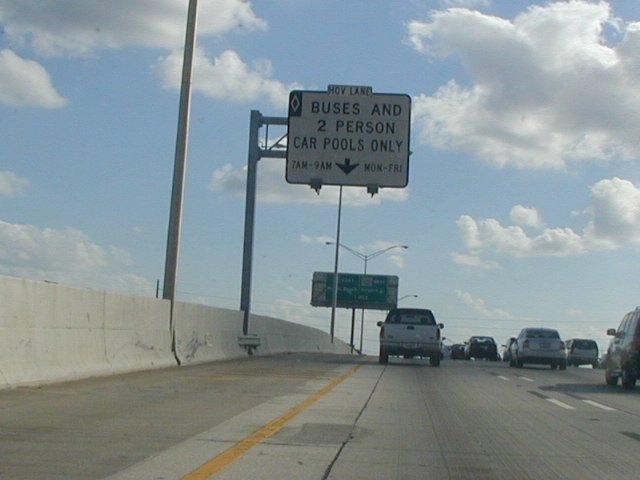 HOV LANE
BUSES AND
2 PERSON
CAR POOLS ONLY
7AM-9AM MON-FRI